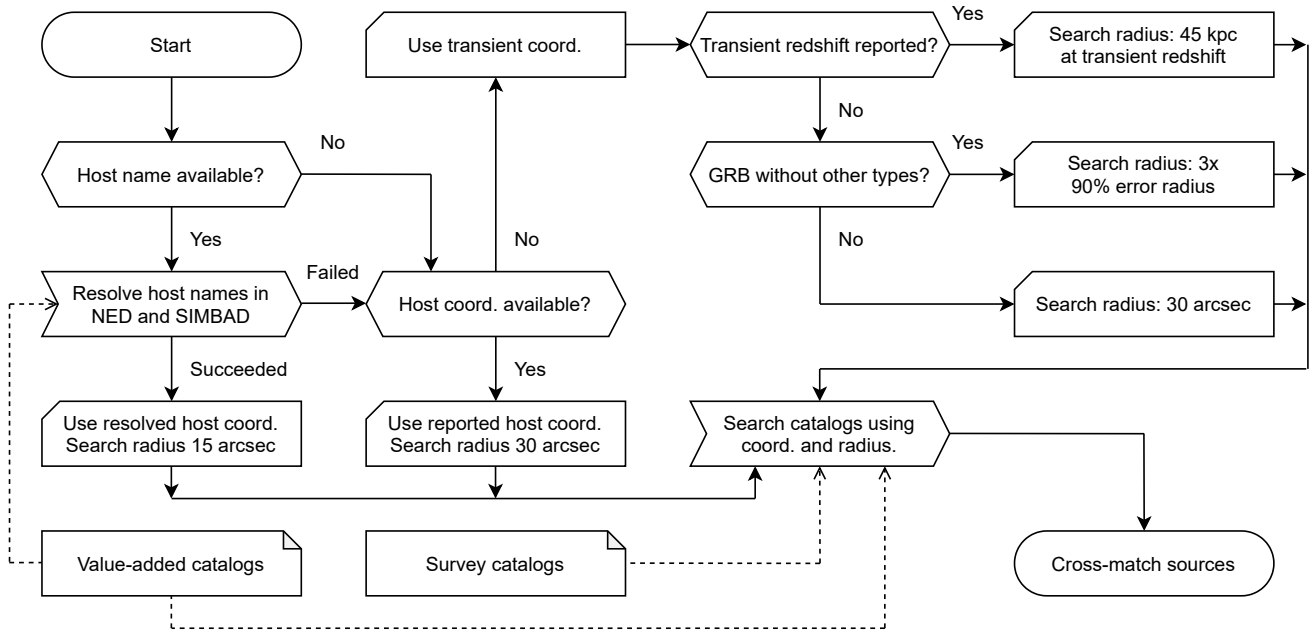 Start
Use transient coord.
Transient redshift reported?
Yes
Search radius: 45 kpc
at transient redshift
No
Host name available?
No
GRB without other types?
Yes
Search radius: 3x
90% error radius
Yes
No
No
Resolve host names in
NED and SIMBAD
Failed
Host coord. available?
Search radius: 30 arcsec
Succeeded
Yes
Use resolved host coord.
Search radius 15 arcsec
Use reported host coord.
Search radius 30 arcsec
Search catalogs using
coord. and radius.
Value-added catalogs
Survey catalogs
Cross-match sources